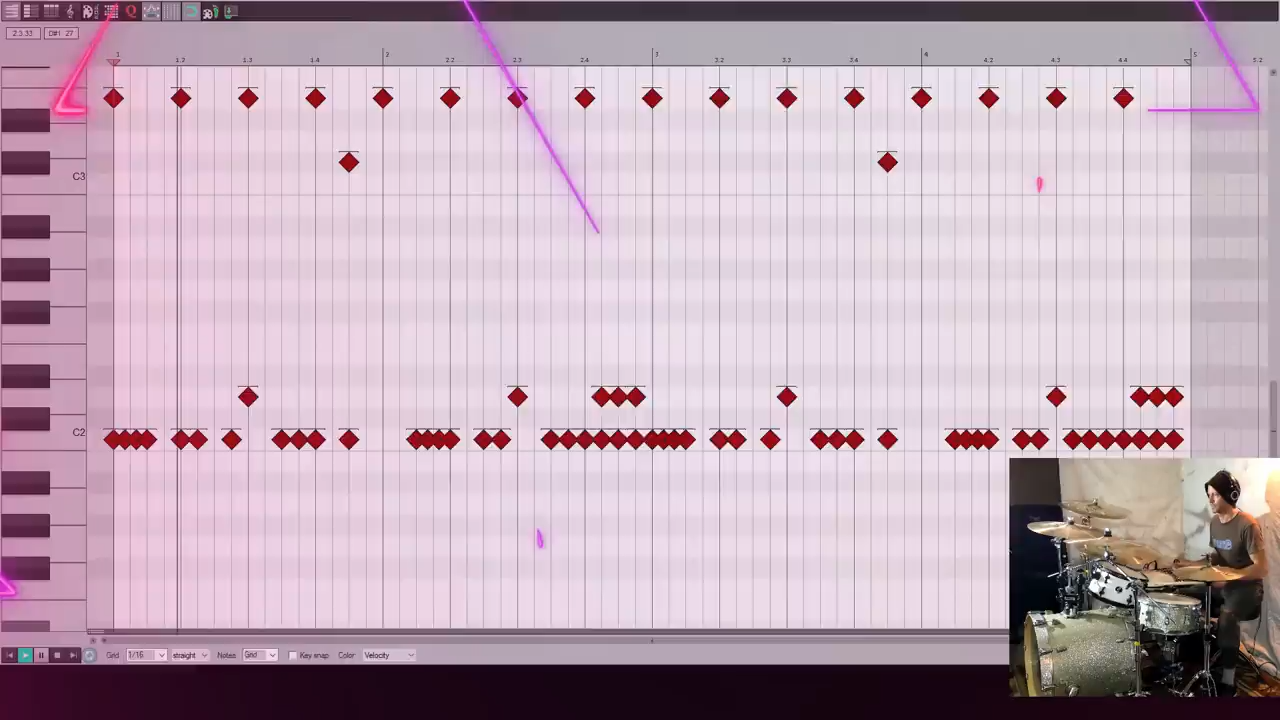 Q
2.3.33 D#1 27
1 1.2 1.3 1.4 2 2.2 2.3 2.4 3 3.2 3.3 3.4 4 4.2 4.3 4.4 5 5.2
C3
C2
Grid 1/16 straight Notes Grid Key snap Color Velocity